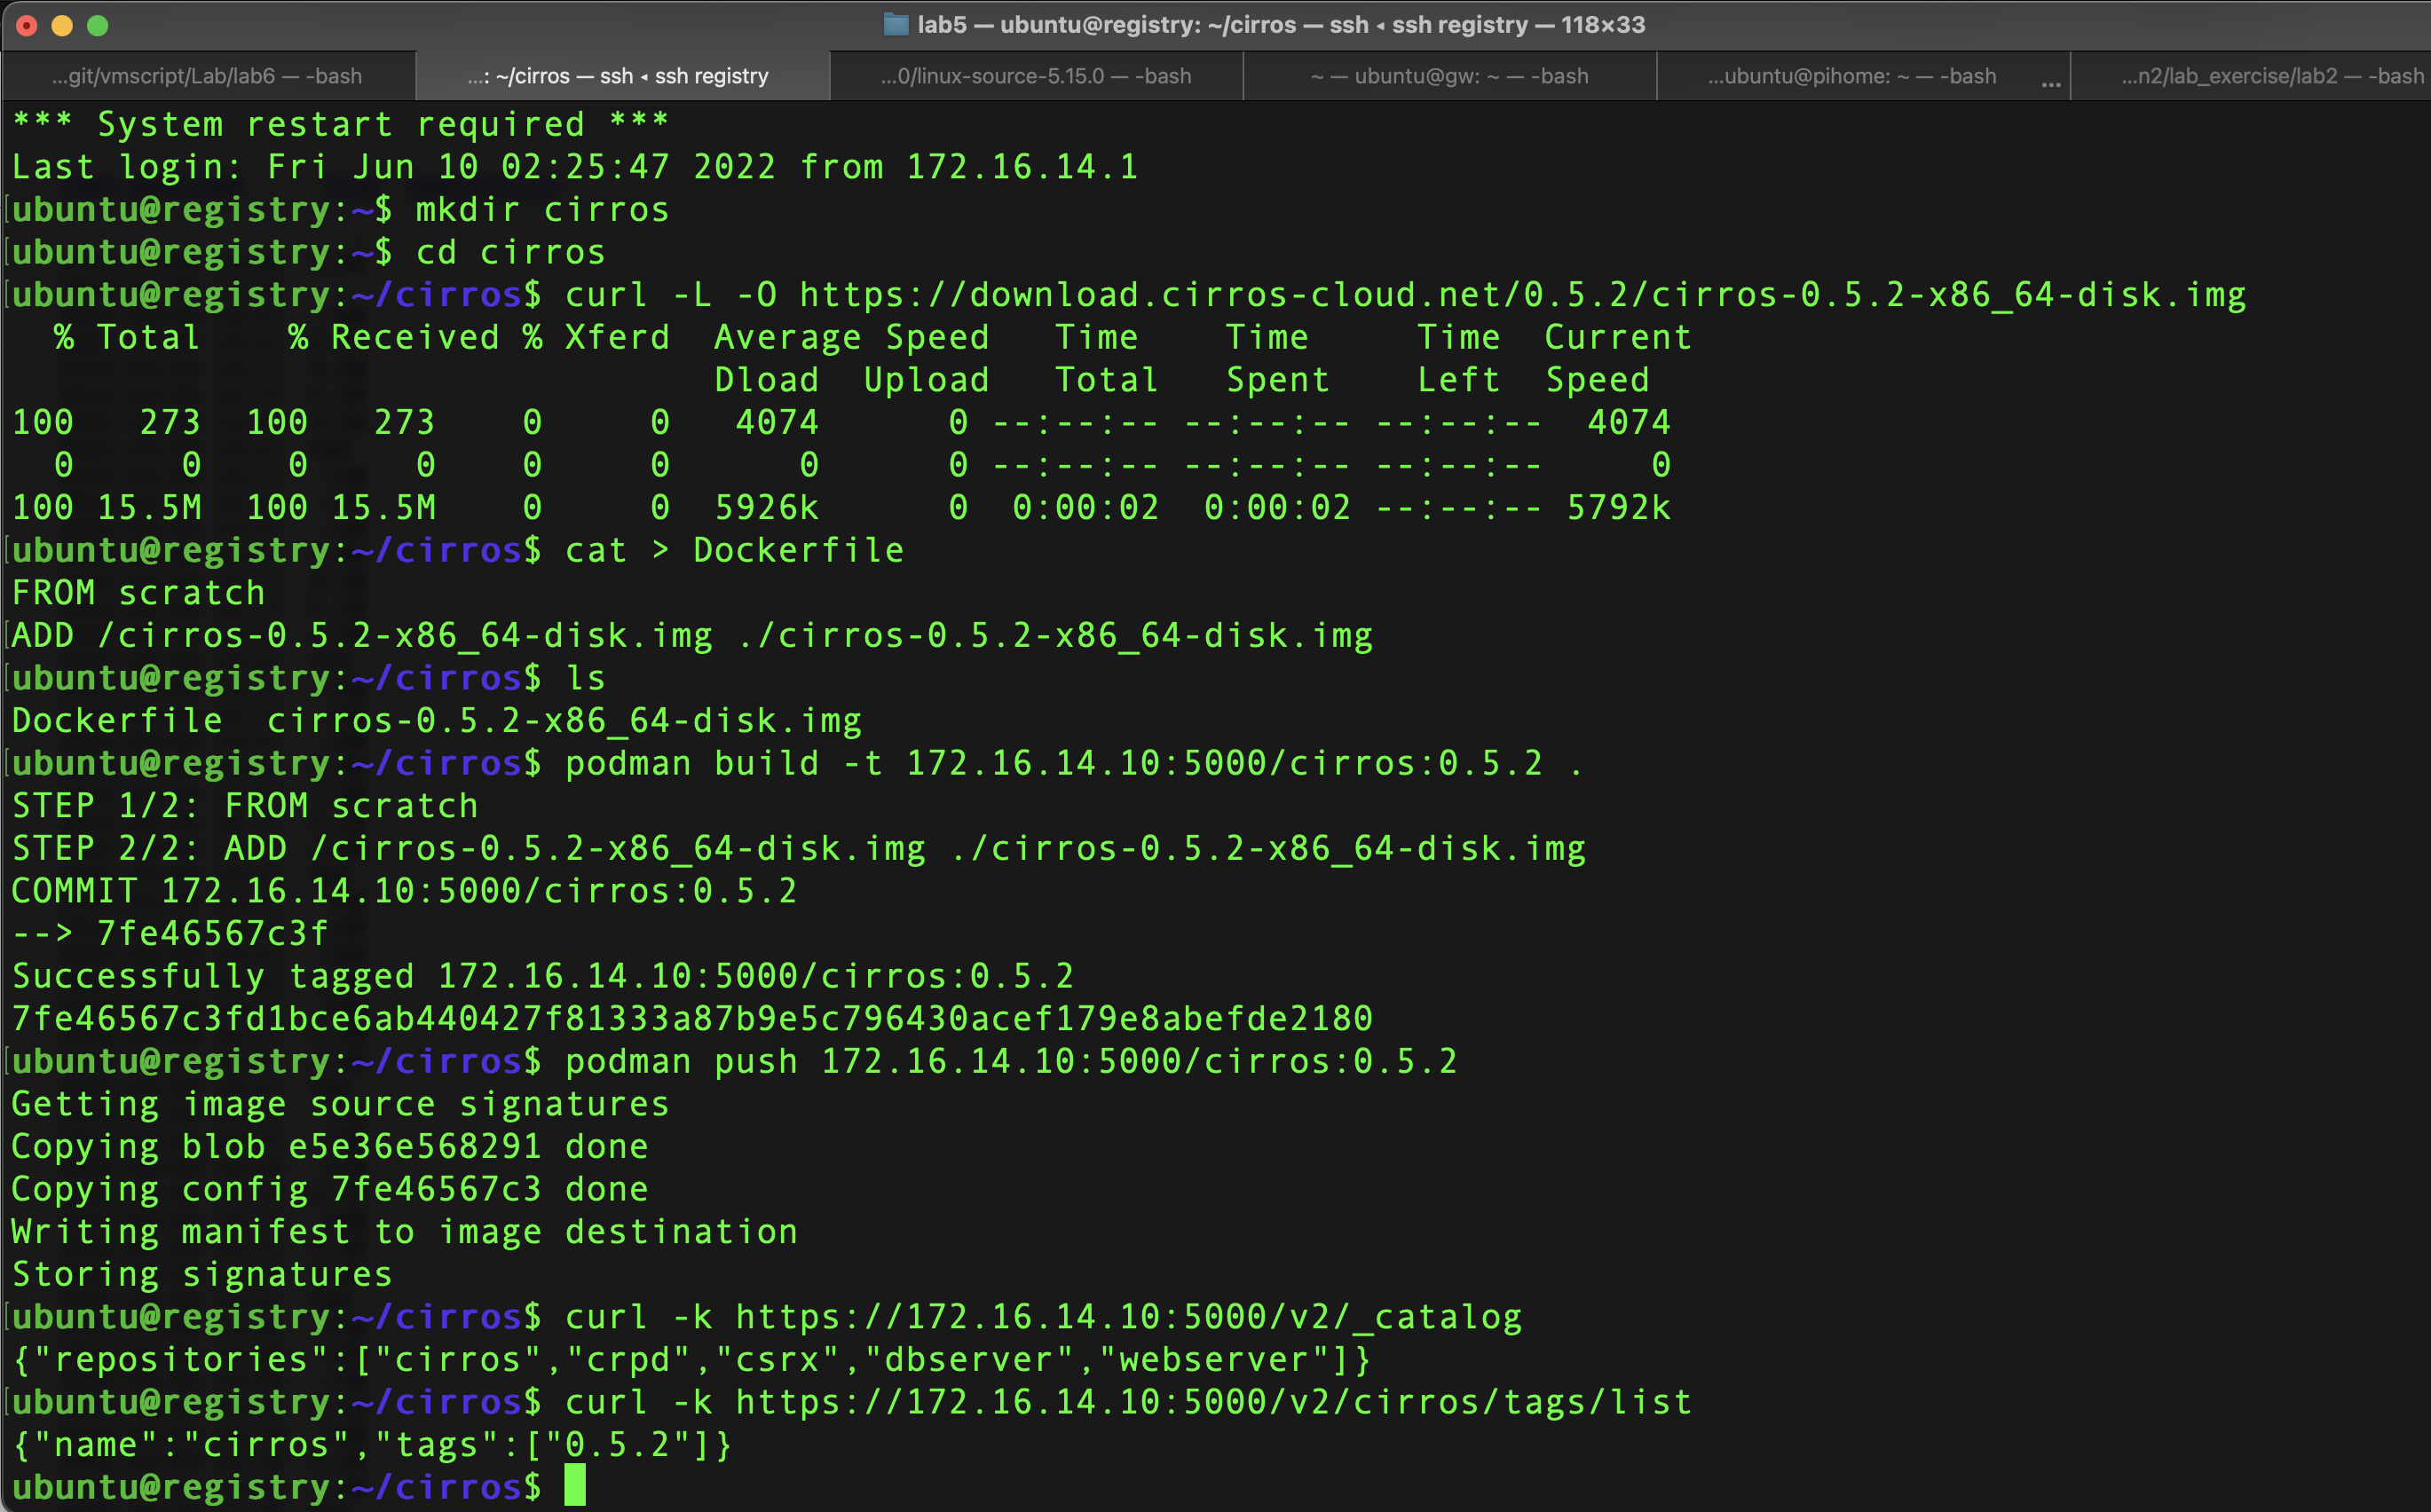 lab5 — ubuntu@registry: ~/cirros — ssh ◂ ssh registry — 118×33
...git/vmscript/Lab/lab6 — -bash ...: ~/cirros — ssh ◂ ssh registry ...0/linux-source-5.15.0 — -bash ~ — ubuntu@gw: ~ — -bash ...ubuntu@pihome: ~ — -bash ... ...n2/lab_exercise/lab2 — -bash
*** System restart required ***
Last login: Fri Jun 10 02:25:47 2022 from 172.16.14.1
[ubuntu@registry:~$ mkdir cirros
[ubuntu@registry:~$ cd cirros
[ubuntu@registry:~/cirros$ curl -L -O https://download.cirros-cloud.net/0.5.2/cirros-0.5.2-x86_64-disk.img
  % Total    % Received % Xferd  Average Speed   Time    Time     Time  Current
                                 Dload  Upload   Total   Spent    Left  Speed
100   273  100   273    0     0   4074      0 --:--:-- --:--:-- --:--:--  4074
  0     0    0     0    0     0      0      0 --:--:-- --:--:-- --:--:--     0
100 15.5M  100 15.5M    0     0  5926k      0  0:00:02  0:00:02 --:--:-- 5792k
[ubuntu@registry:~/cirros$ cat > Dockerfile
FROM scratch
[ADD /cirros-0.5.2-x86_64-disk.img ./cirros-0.5.2-x86_64-disk.img
[ubuntu@registry:~/cirros$ ls
Dockerfile  cirros-0.5.2-x86_64-disk.img
[ubuntu@registry:~/cirros$ podman build -t 172.16.14.10:5000/cirros:0.5.2 .
STEP 1/2: FROM scratch
STEP 2/2: ADD /cirros-0.5.2-x86_64-disk.img ./cirros-0.5.2-x86_64-disk.img
COMMIT 172.16.14.10:5000/cirros:0.5.2
--> 7fe46567c3f
Successfully tagged 172.16.14.10:5000/cirros:0.5.2
7fe46567c3fd1bce6ab440427f81333a87b9e5c796430acef179e8abefde2180
[ubuntu@registry:~/cirros$ podman push 172.16.14.10:5000/cirros:0.5.2
Getting image source signatures
Copying blob e5e36e568291 done
Copying config 7fe46567c3 done
Writing manifest to image destination
Storing signatures
[ubuntu@registry:~/cirros$ curl -k https://172.16.14.10:5000/v2/_catalog
{"repositories":["cirros","crpd","csrx","dbserver","webserver"]}
[ubuntu@registry:~/cirros$ curl -k https://172.16.14.10:5000/v2/cirros/tags/list
{"name":"cirros","tags":["0.5.2"]}
ubuntu@registry:~/cirros$